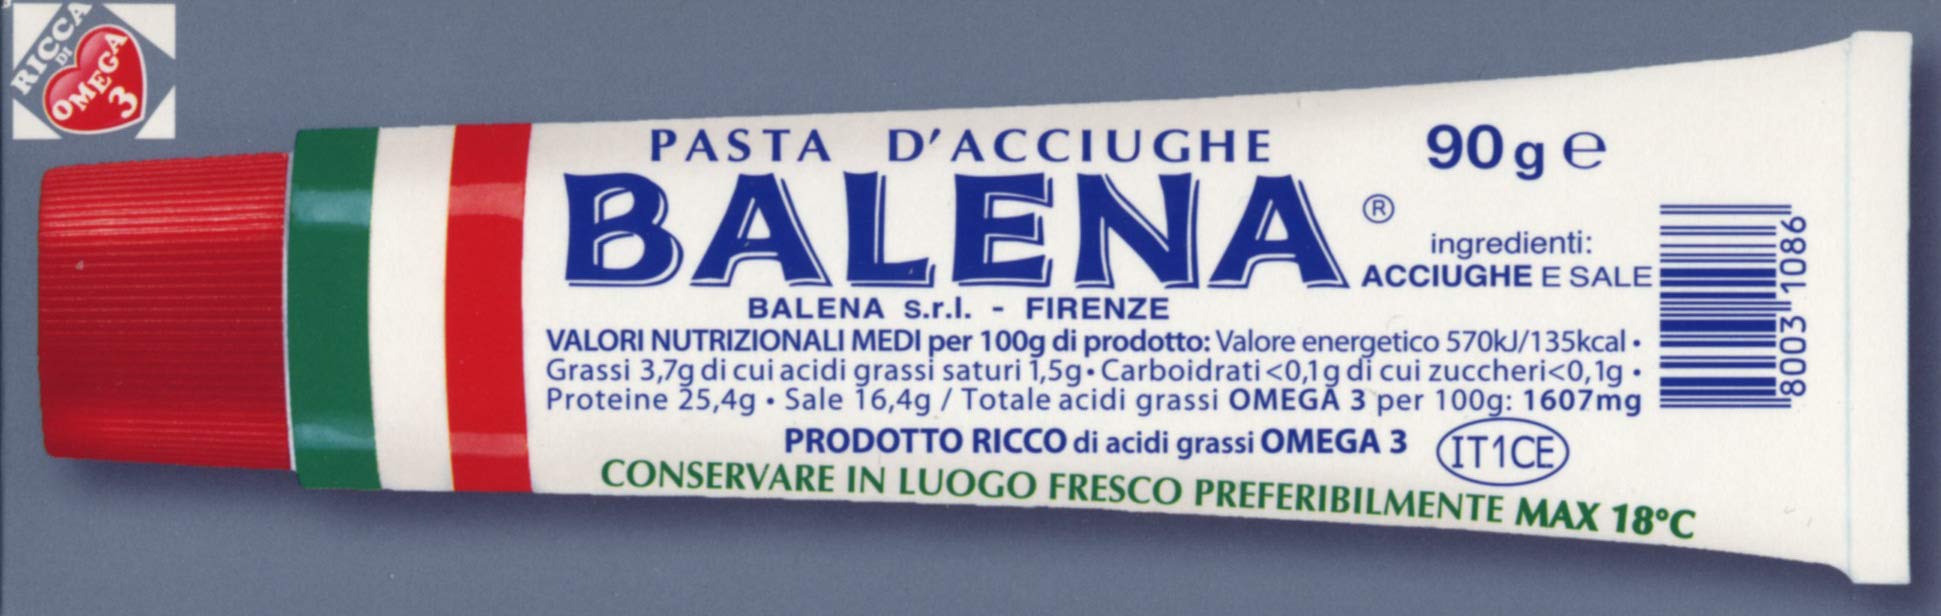 RICCA
DI
OMEGA
3
PASTA D'ACCIUGHE
90 g ℮
BALENA ®
ingredienti:
ACCIUGHE E SALE
BALENA s.r.l. - FIRENZE
VALORI NUTRIZIONALI MEDI per 100g di prodotto: Valore energetico 570kJ/135kcal •
Grassi 3,7g di cui acidi grassi saturi 1,5g • Carboidrati <0,1g di cui zuccheri<0,1g •
Proteine 25,4g • Sale 16,4g / Totale acidi grassi OMEGA 3 per 100g: 1607mg
PRODOTTO RICCO di acidi grassi OMEGA 3
IT1CE
CONSERVARE IN LUOGO FRESCO PREFERIBILMENTE MAX 18°C
80031086